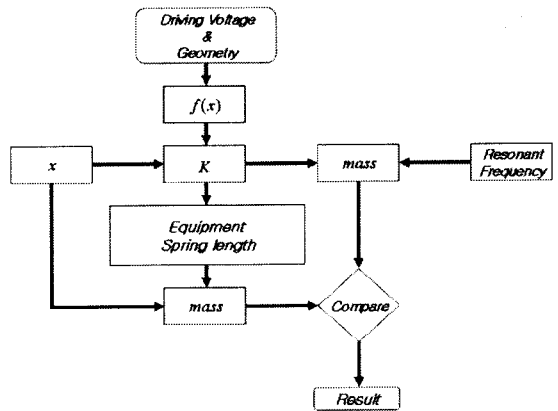 Driving Voltage
&
Geometry
f(x)
x
K
mass
Resonant
Frequency
Equipment
Spring length
mass
Compare
Result